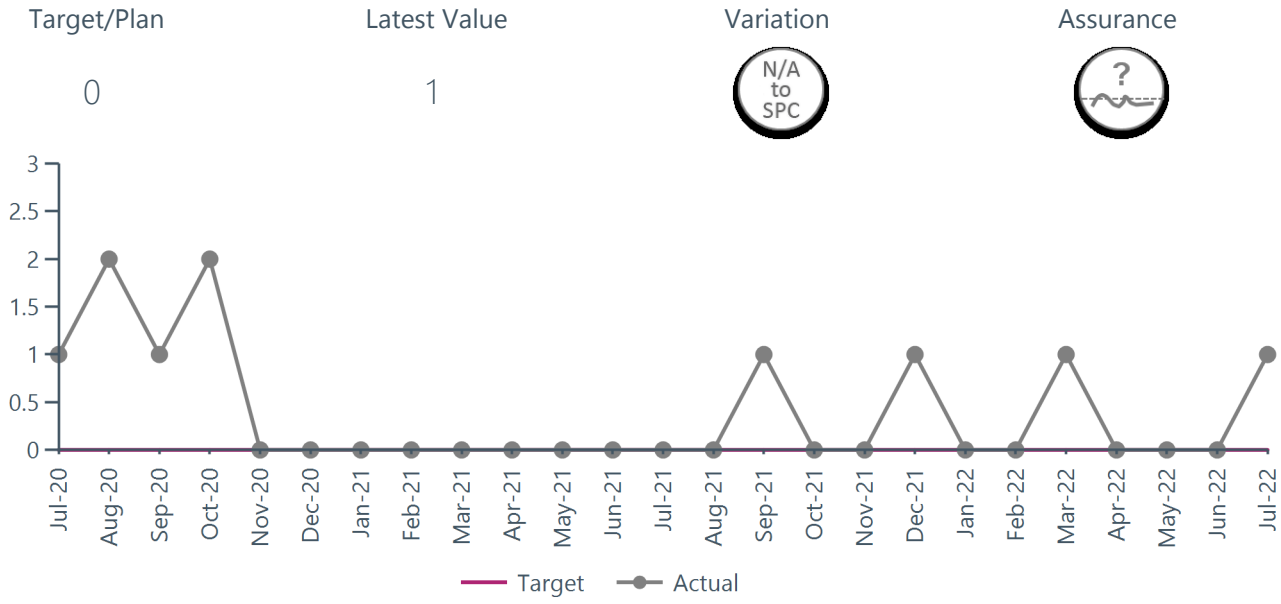 Target/Plan Latest Value Variation Assurance
0 1
N/A
to
SPC
?
3
2.5
2
1.5
1
0.5
0
Jul-20 Aug-20 Sep-20 Oct-20 Nov-20 Dec-20 Jan-21 Feb-21 Mar-21 Apr-21 May-21 Jun-21 Jul-21 Aug-21 Sep-21 Oct-21 Nov-21 Dec-21 Jan-22 Feb-22 Mar-22 Apr-22 May-22 Jun-22 Jul-22
Target Actual